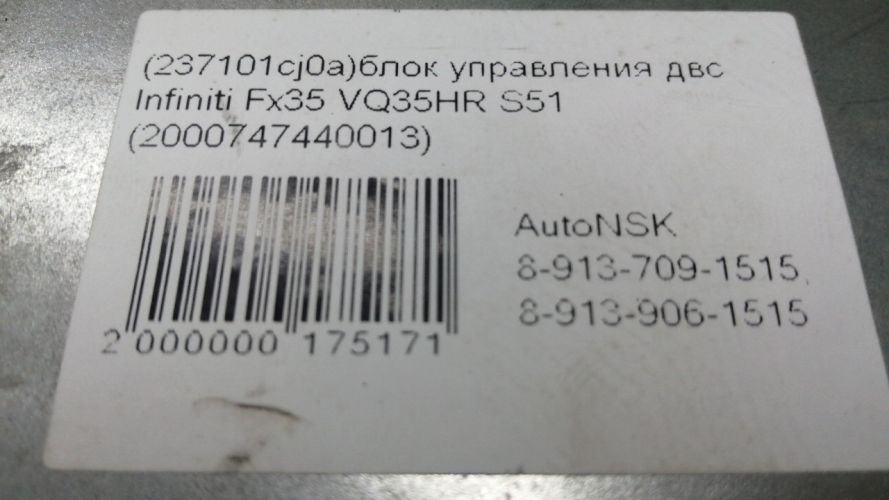 (237101cj0a)блок управления двс
Infiniti Fx35 VQ35HR S51
(2000747440013)
AutoNSK
8-913-709-1515,
8-913-906-1515
2 000000 175171